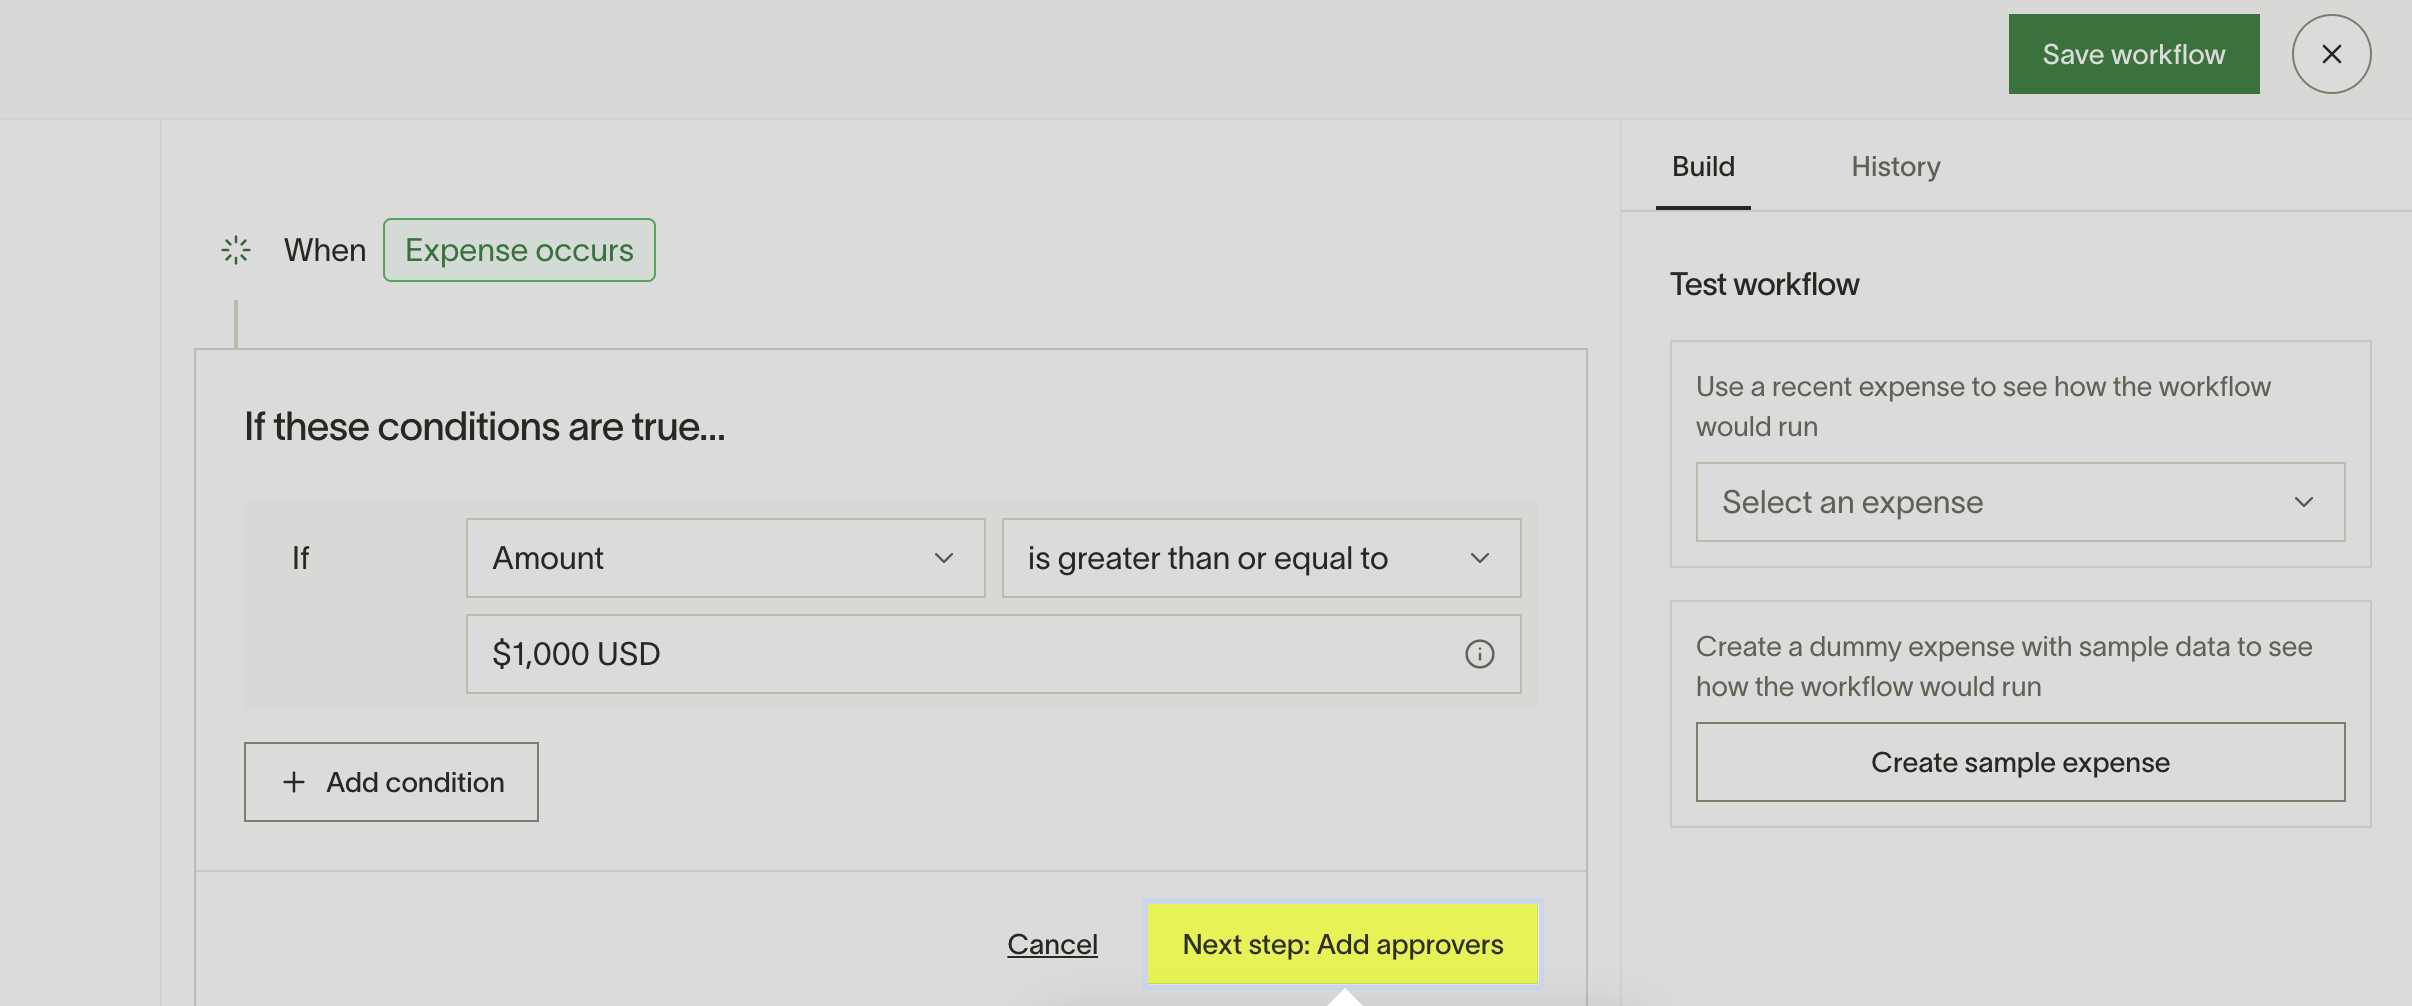 Save workflow
Build
History
When
Expense occurs
Test workflow
Use a recent expense to see how the workflow
would run
Select an expense
If these conditions are true...
If
Amount
is greater than or equal to
$1,000 USD
Create a dummy expense with sample data to see
how the workflow would run
Create sample expense
Add condition
Cancel
Next step: Add approvers